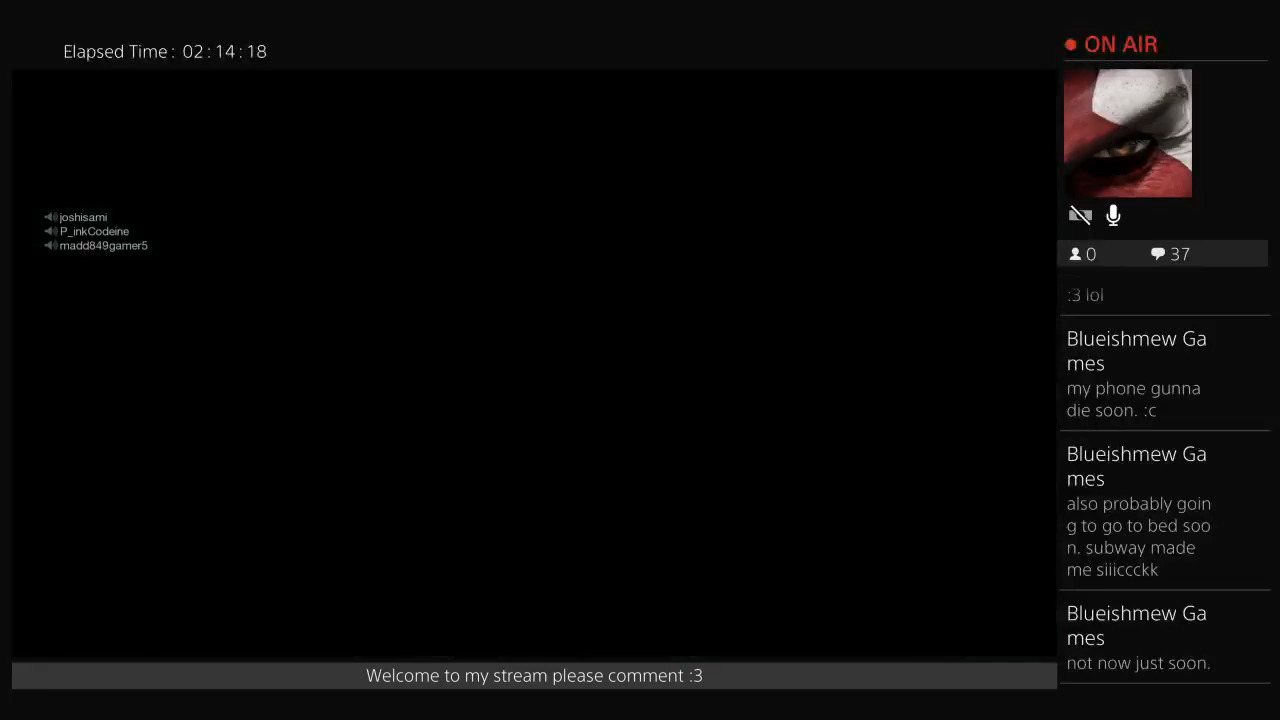 Elapsed Time: 02:14:18
ON AIR
joshisami
P_inkCodeine
madd849gamer5
0 37
:3 lol
Blueishmew Ga
mes
my phone gunna
die soon. :c
Blueishmew Ga
mes
also probably goin
g to go to bed soo
n. subway made
me siiiccckk
Blueishmew Ga
mes
not now just soon.
Welcome to my stream please comment :3